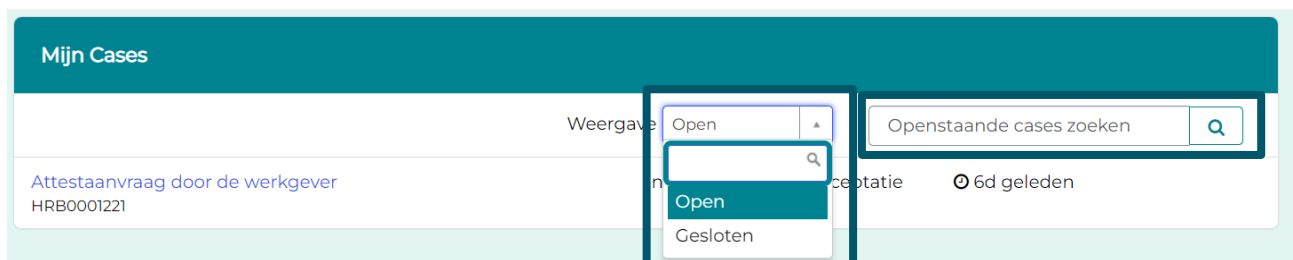 Mijn Cases
Weergave Open Openstaande cases zoeken
Attestaanvraag door de werkgever 6d geleden
HRB0001221
Open
Gesloten